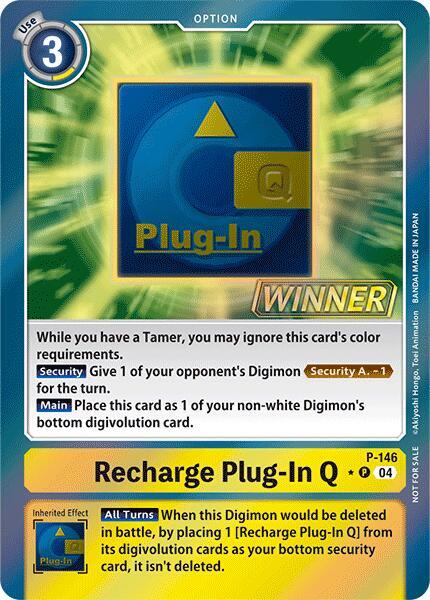 OPTION
Use
3
Q
Plug-In
WINNER
While you have a Tamer, you may ignore this card's color
requirements.
Security Give 1 of your opponent's Digimon Security A. -1
for the turn.
Main Place this card as 1 of your non-white Digimon's
bottom digivolution card.
©Akiyoshi Hongo, Toei Animation BANDAI MADE IN JAPAN
NOT FOR SALE
P-146
Recharge Plug-In Q ★ P 04
Inherited Effect
Plug-In
All Turns When this Digimon would be deleted
in battle, by placing 1 [Recharge Plug-In Q] from
its digivolution cards as your bottom security
card, it isn't deleted.